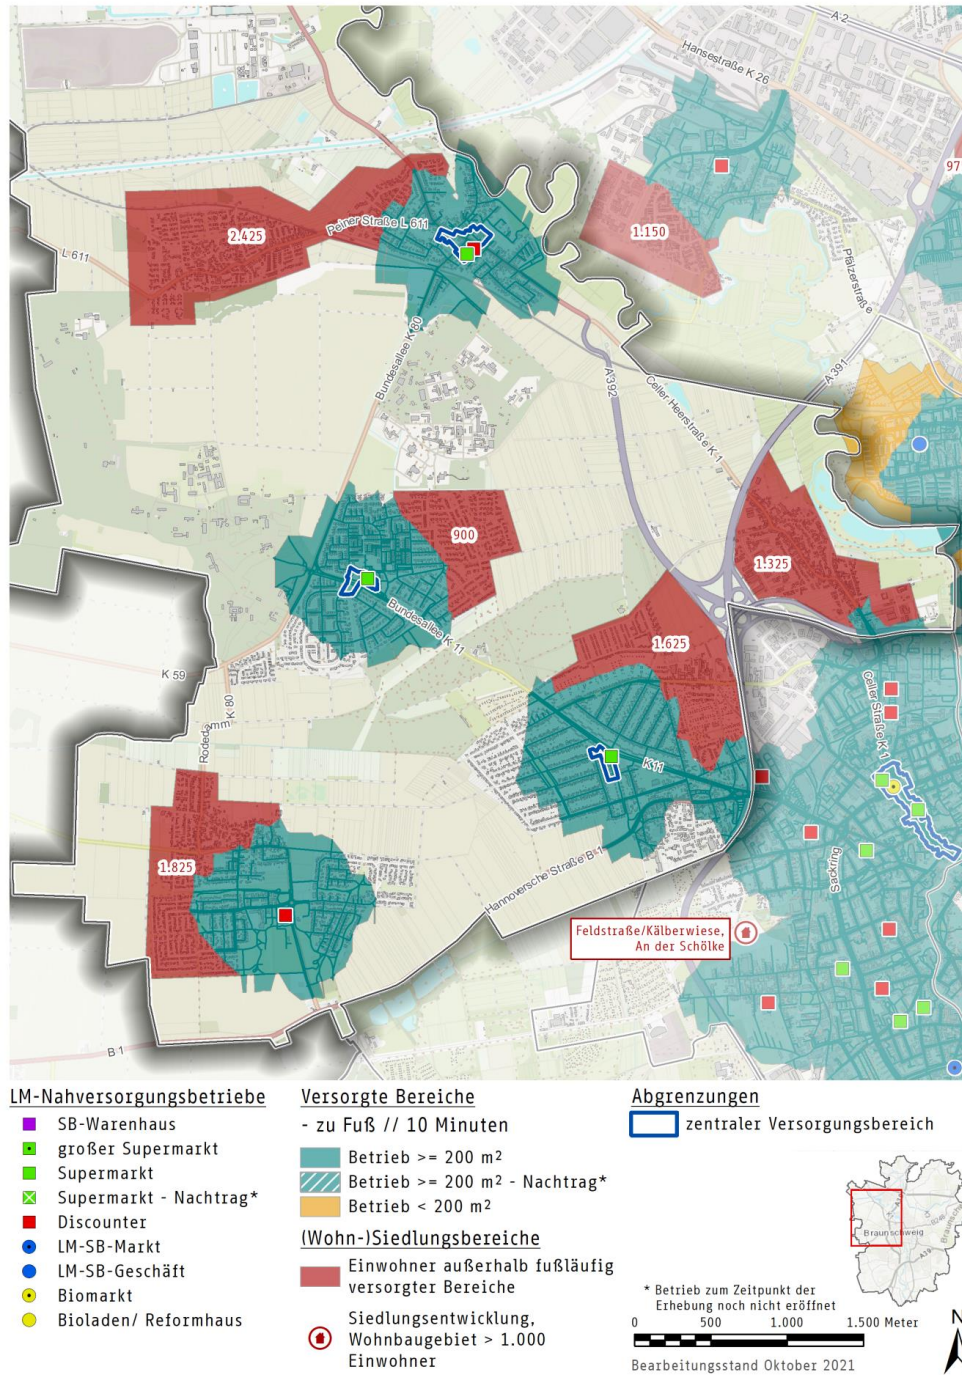 A 2
Hansestraße K 26
97
2.425
Peiner Straße L 611
L 611
1.150
Pfälzerstraße
Bundesallee K 80
A 392
Celler Heerstraße K 1
A 391
900
1.325
Bundesallee K 11
1.625
K 59
Rodedamm K 80
Celler Straße K 1
K 11
1.825
Hannoversche Straße B 1
Sackring
Feldstraße/Kälberwiese,
An der Schölke
B 1
LM-Nahversorgungsbetriebe
SB-Warenhaus
großer Supermarkt
Supermarkt
Supermarkt - Nachtrag*
Discounter
LM-SB-Markt
LM-SB-Geschäft
Biomarkt
Bioladen/ Reformhaus
Versorgte Bereiche
- zu Fuß // 10 Minuten
Betrieb >= 200 m²
Betrieb >= 200 m² - Nachtrag*
Betrieb < 200 m²
(Wohn-)Siedlungsbereiche
Einwohner außerhalb fußläufig
versorgter Bereiche
Siedlungsentwicklung,
Wohnbaugebiet > 1.000
Einwohner
Abgrenzungen
zentraler Versorgungsbereich
Braunschweig
* Betrieb zum Zeitpunkt der
Erhebung noch nicht eröffnet
0 500 1.000 1.500 Meter
N
Bearbeitungsstand Oktober 2021